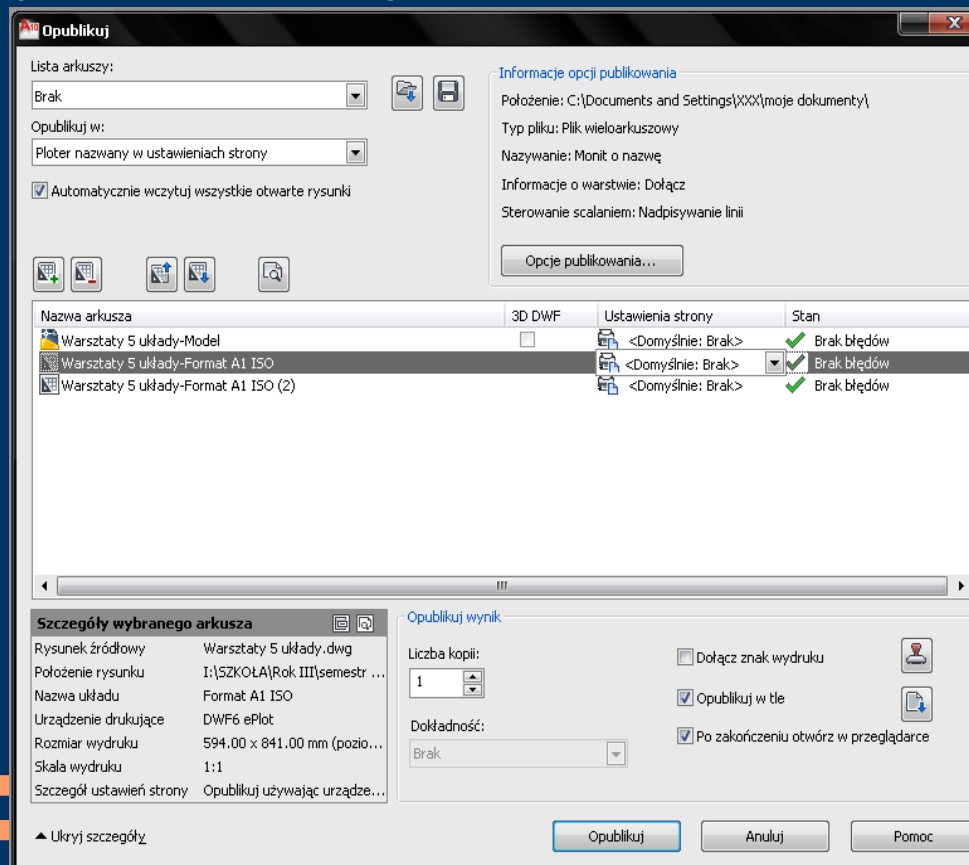 Opublikuj
Lista arkuszy:
Brak
Opublikuj w:
Ploter nazwany w ustawieniach strony
Automatycznie wczytuj wszystkie otwarte rysunki
Informacje opcji publikowania
Położenie: C:\Documents and Settings\XXX\moje dokumenty\
Typ pliku: Plik wieloarkuszowy
Nazywanie: Monit o nazwę
Informacje o warstwie: Dołącz
Sterowanie scalaniem: Nadpisywanie linii
Opcje publikowania...
Nazwa arkusza 3D DWF Ustawienia strony Stan
Warsztaty 5 układy-Model <Domyślnie: Brak> Brak błędów
Warsztaty 5 układy-Format A1 ISO <Domyślnie: Brak> Brak błędów
Warsztaty 5 układy-Format A1 ISO (2) <Domyślnie: Brak> Brak błędów
Szczegóły wybranego arkusza
Rysunek źródłowy Warsztaty 5 układy.dwg
Położenie rysunku I:\SZKOŁA\Rok III\semestr ...
Nazwa układu Format A1 ISO
Urządzenie drukujące DWF6 ePlot
Rozmiar wydruku 594.00 x 841.00 mm (pozio...
Skala wydruku 1:1
Szczegół ustawień strony Opublikuj używając urządze...
Opublikuj wynik
Liczba kopii:
1
Dokładność:
Brak
Dołącz znak wydruku
Opublikuj w tle
Po zakończeniu otwórz w przeglądarce
Ukryj szczegóły
Opublikuj Anuluj Pomoc